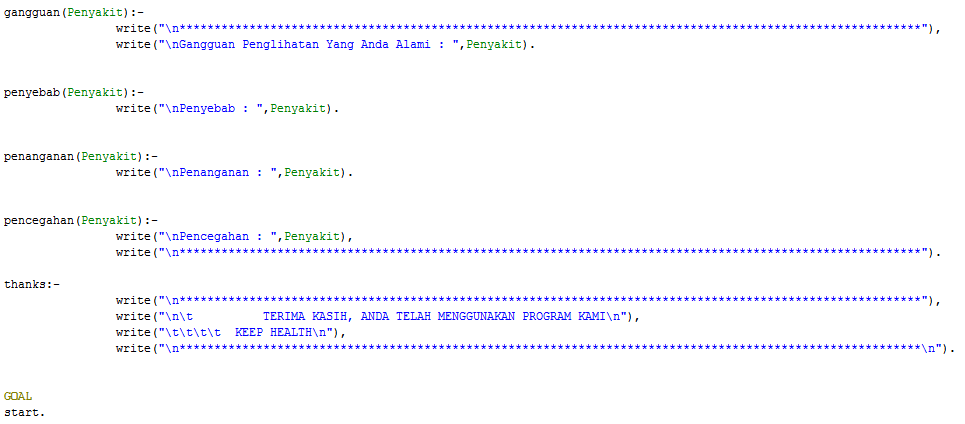 gangguan(Penyakit):-
write("\n*********************************************************************************************************"),
write("\nGangguan Penglihatan Yang Anda Alami : ",Penyakit).
penyebab(Penyakit):-
write("\nPenyebab : ",Penyakit).
penanganan(Penyakit):-
write("\nPenanganan : ",Penyakit).
pencegahan(Penyakit):-
write("\nPencegahan : ",Penyakit),
write("\n*********************************************************************************************************").
thanks:-
write("\n*********************************************************************************************************"),
write("\n\t          TERIMA KASIH, ANDA TELAH MENGGUNAKAN PROGRAM KAMI\n"),
write("\t\t\t\t  KEEP HEALTH\n"),
write("\n*********************************************************************************************************\n").
GOAL
start.